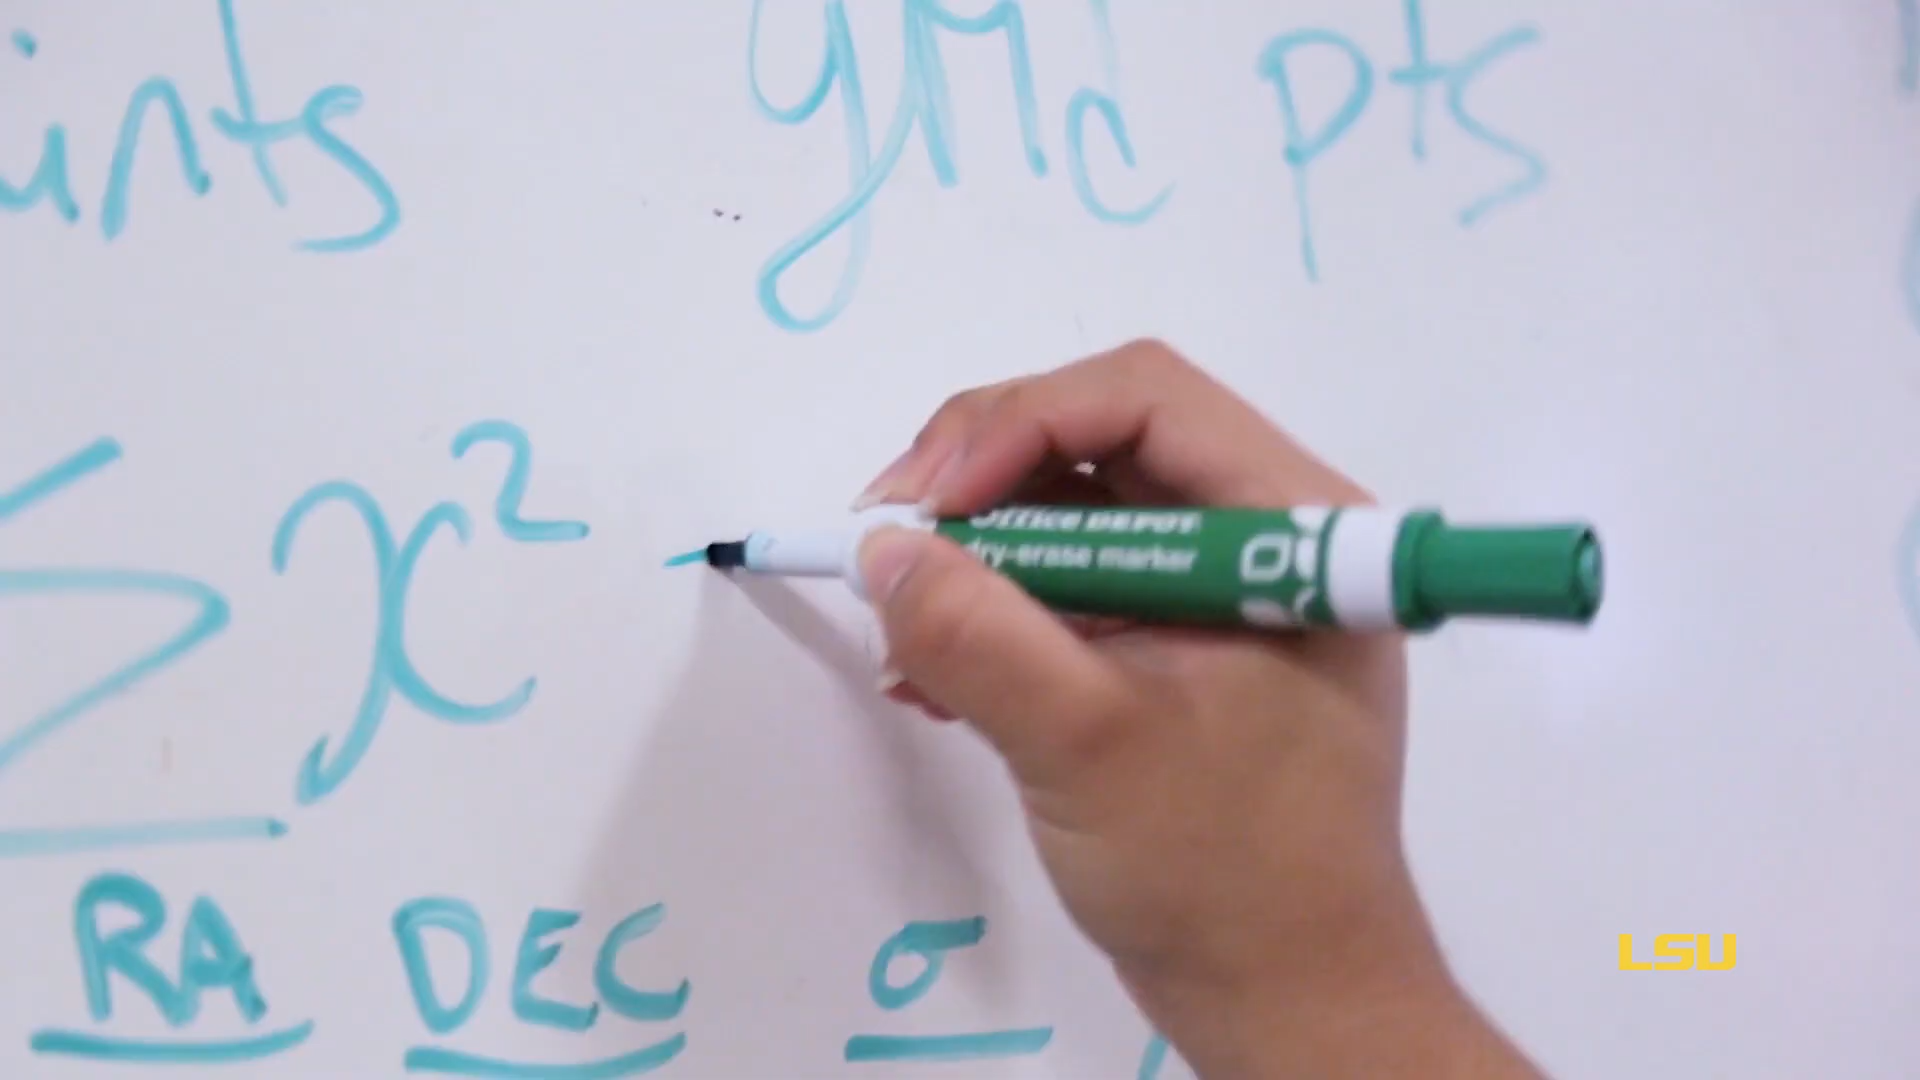 ints yMc pts
Σx²
Office DEPOT
dry-erase marker
RA DEC σ
LSU